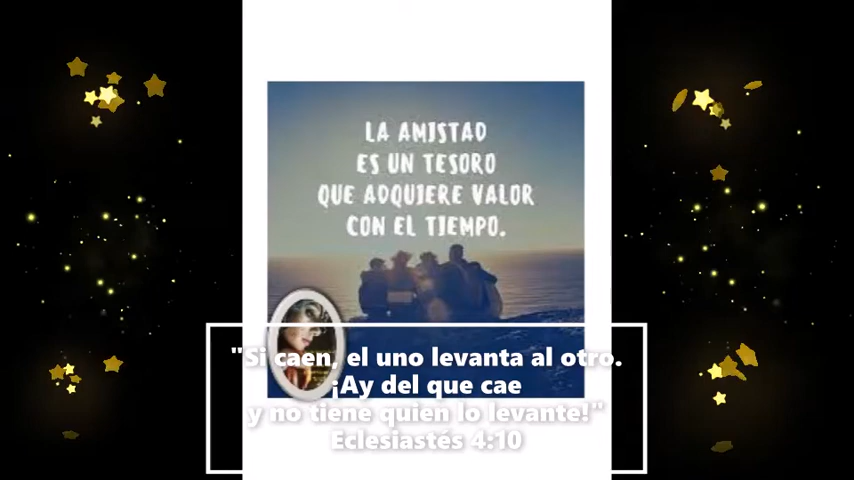 LA AMISTAD
ES UN TESORO
QUE ADQUIERE VALOR
CON EL TIEMPO.
"Si caen, el uno levanta al otro.
¡Ay del que cae
y no tiene quien lo levante!"
Eclesiastés 4:10